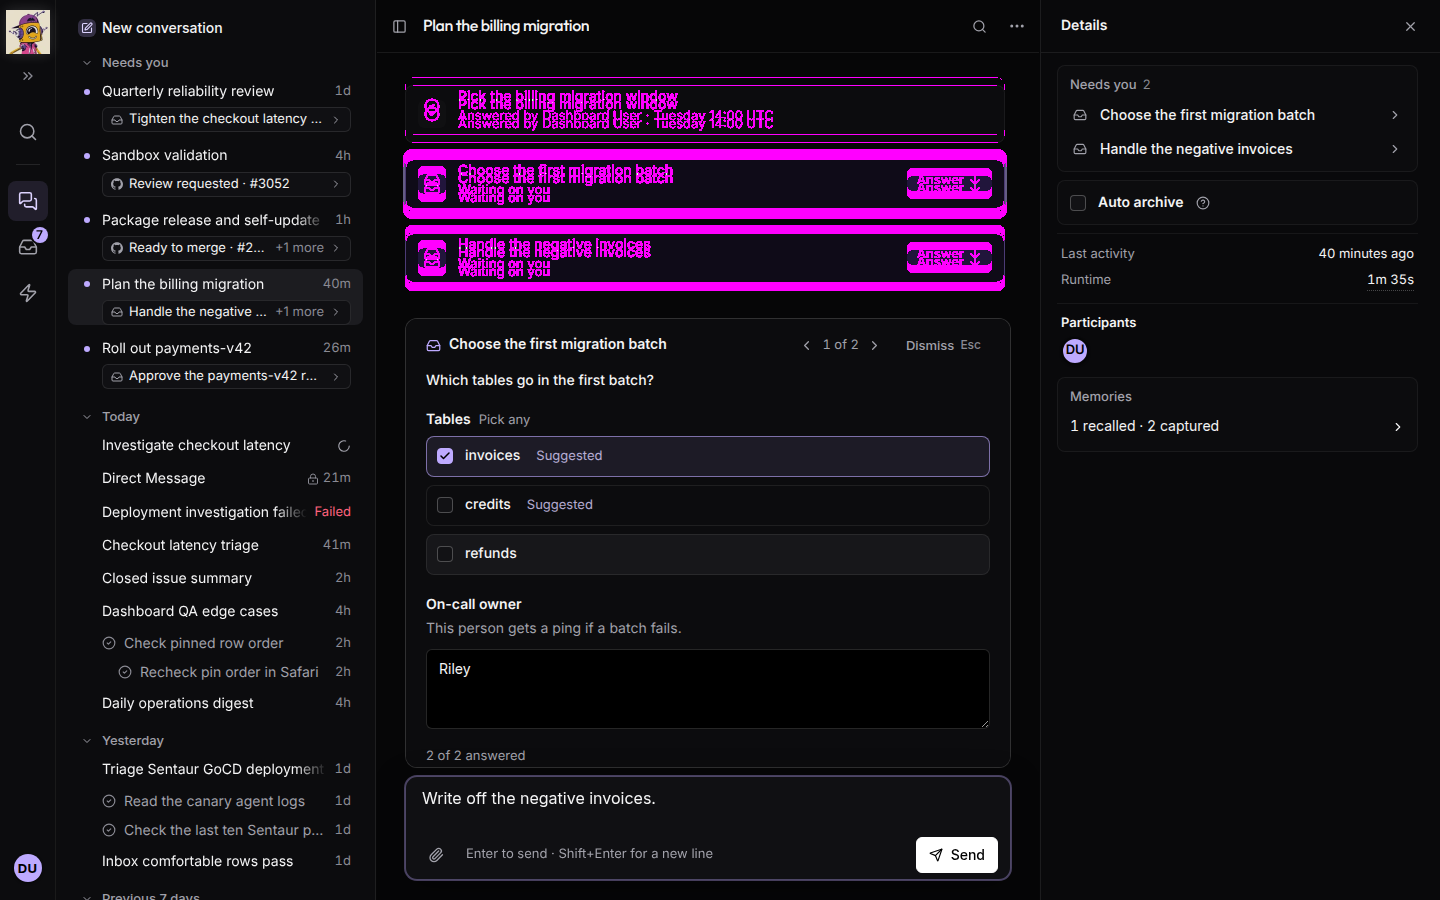 New conversation
Needs you
Quarterly reliability review 1d
Tighten the checkout latency ...
Sandbox validation 4h
Review requested · #3052
Package release and self-update 1h
7
Ready to merge · #2... +1 more
Plan the billing migration 40m
Handle the negative ... +1 more
Roll out payments-v42 26m
Approve the payments-v42 r...
Today
Investigate checkout latency
Direct Message 21m
Deployment investigation failed Failed
Checkout latency triage 41m
Closed issue summary 2h
Dashboard QA edge cases 4h
Check pinned row order 2h
Recheck pin order in Safari 2h
Daily operations digest 4h
Yesterday
Triage Sentaur GoCD deployment 1d
Read the canary agent logs 1d
Check the last ten Sentaur p... 1d
Inbox comfortable rows pass 1d
Previous 7 days
DU
Plan the billing migration
Pick the billing migration window
Answered by Dashboard User · Tuesday 14:00 UTC
Choose the first migration batch
Waiting on you
Answer
Handle the negative invoices
Waiting on you
Answer
Choose the first migration batch 1 of 2 Dismiss Esc
Which tables go in the first batch?
Tables Pick any
invoices Suggested
credits Suggested
refunds
On-call owner
This person gets a ping if a batch fails.
Riley
2 of 2 answered
Write off the negative invoices.
Enter to send · Shift+Enter for a new line
Send
Details
Needs you 2
Choose the first migration batch
Handle the negative invoices
Auto archive
Last activity 40 minutes ago
Runtime 1m 35s
Participants
DU
Memories
1 recalled · 2 captured